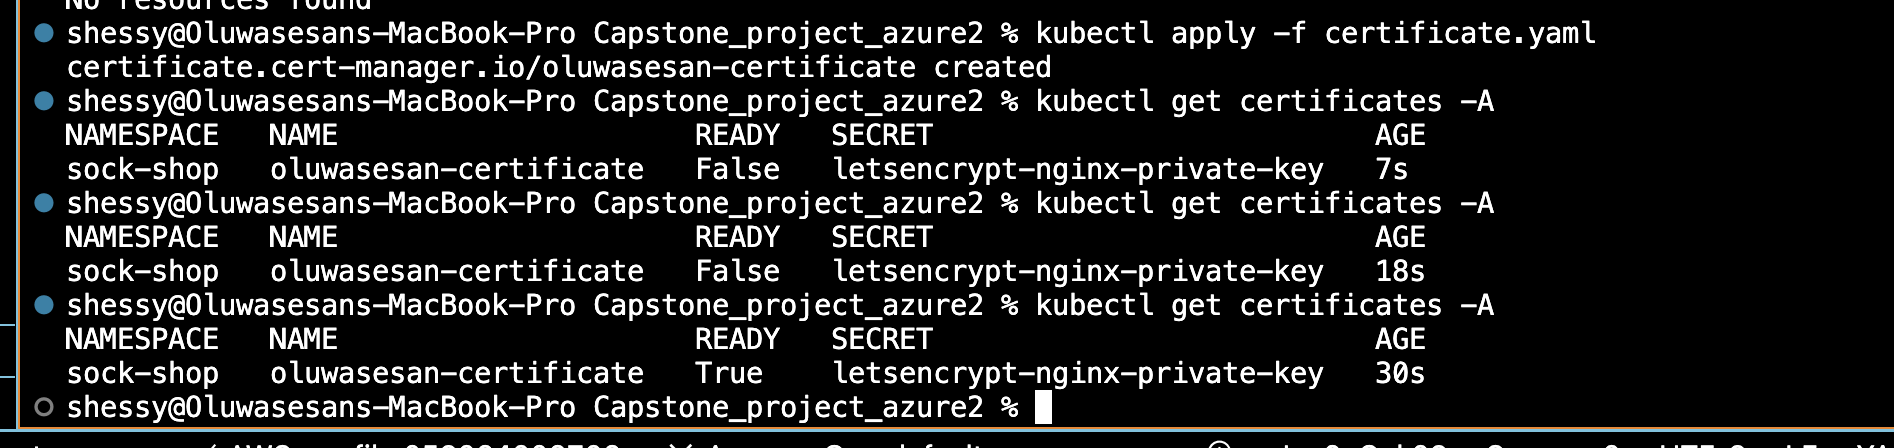 No resources found
shessy@Oluwasesans-MacBook-Pro Capstone_project_azure2 % kubectl apply -f certificate.yaml
certificate.cert-manager.io/oluwasesan-certificate created
shessy@Oluwasesans-MacBook-Pro Capstone_project_azure2 % kubectl get certificates -A
NAMESPACE   NAME                     READY   SECRET                          AGE
sock-shop   oluwasesan-certificate   False   letsencrypt-nginx-private-key   7s
shessy@Oluwasesans-MacBook-Pro Capstone_project_azure2 % kubectl get certificates -A
NAMESPACE   NAME                     READY   SECRET                          AGE
sock-shop   oluwasesan-certificate   False   letsencrypt-nginx-private-key   18s
shessy@Oluwasesans-MacBook-Pro Capstone_project_azure2 % kubectl get certificates -A
NAMESPACE   NAME                     READY   SECRET                          AGE
sock-shop   oluwasesan-certificate   True    letsencrypt-nginx-private-key   30s
shessy@Oluwasesans-MacBook-Pro Capstone_project_azure2 %